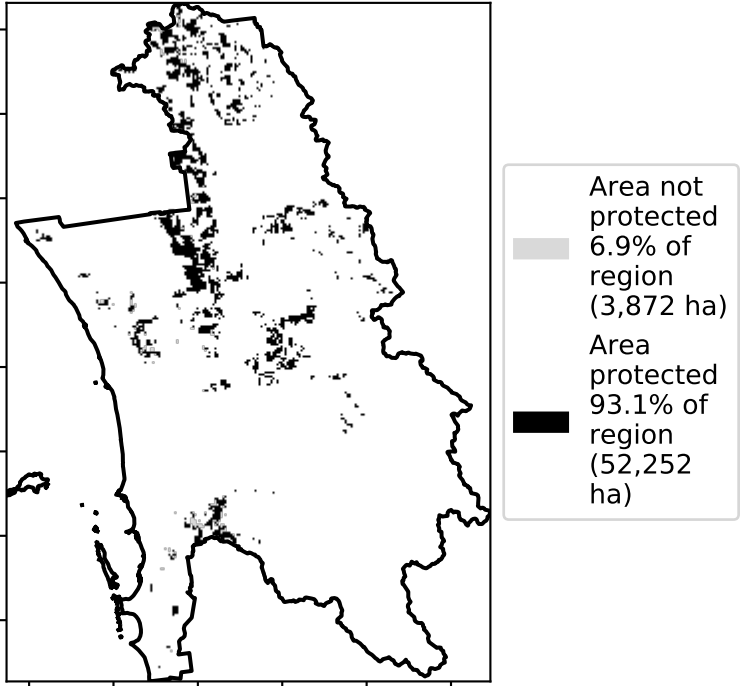 Area not
protected
6.9% of
region
(3,872 ha)
Area
protected
93.1% of
region
(52,252
ha)